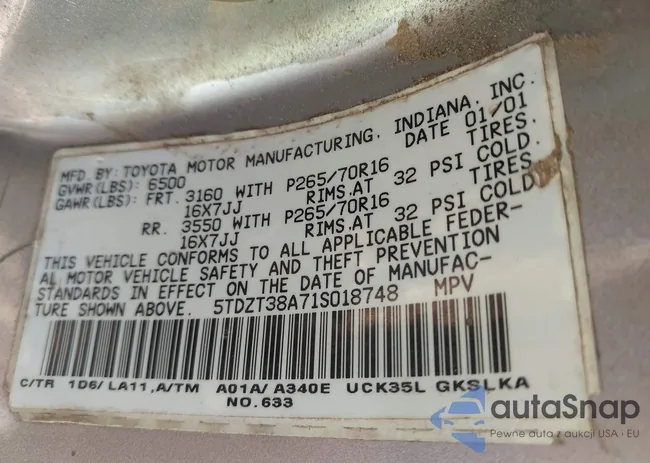 MFD. BY: TOYOTA MOTOR MANUFACTURING, INDIANA, INC.
GVWR(LBS): 6500 DATE 01/01
GAWR(LBS): FRT. 3160 WITH P265/70R16 TIRES,
16X7JJ RIMS,AT 32 PSI COLD.
RR. 3550 WITH P265/70R16 TIRES,
16X7JJ RIMS,AT 32 PSI COLD
THIS VEHICLE CONFORMS TO ALL APPLICABLE FEDER-
AL MOTOR VEHICLE SAFETY AND THEFT PREVENTION
STANDARDS IN EFFECT ON THE DATE OF MANUFAC-
TURE SHOWN ABOVE. 5TDZT38A71S018748 MPV
C/TR 1D6/ LA11,A/TM A01A/ A340E UCK35L GKSLKA
NO.633
autaSnap
Pewne auta z aukcji USA i EU